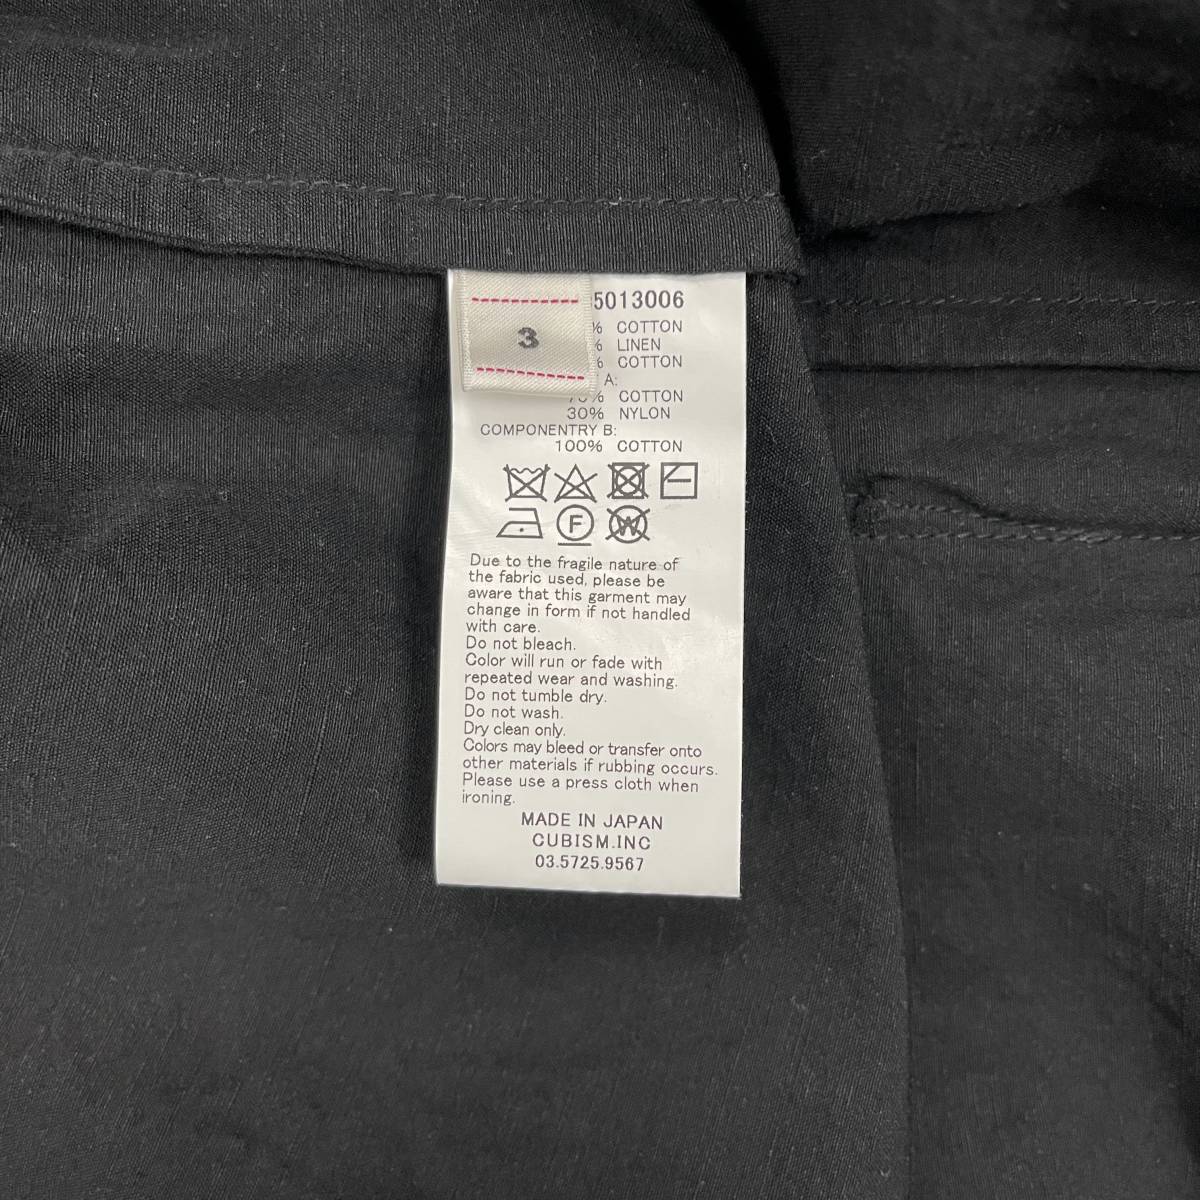 3
5013006
% COTTON
% LINEN
% COTTON
A:
70% COTTON
30% NYLON
COMPONENTRY B:
100% COTTON
F
W
Due to the fragile nature of
the fabric used, please be
aware that this garment may
change in form if not handled
with care.
Do not bleach.
Color will run or fade with
repeated wear and washing.
Do not tumble dry.
Do not wash.
Dry clean only.
Colors may bleed or transfer onto
other materials if rubbing occurs.
Please use a press cloth when
ironing.
MADE IN JAPAN
CUBISM.INC
03.5725.9567